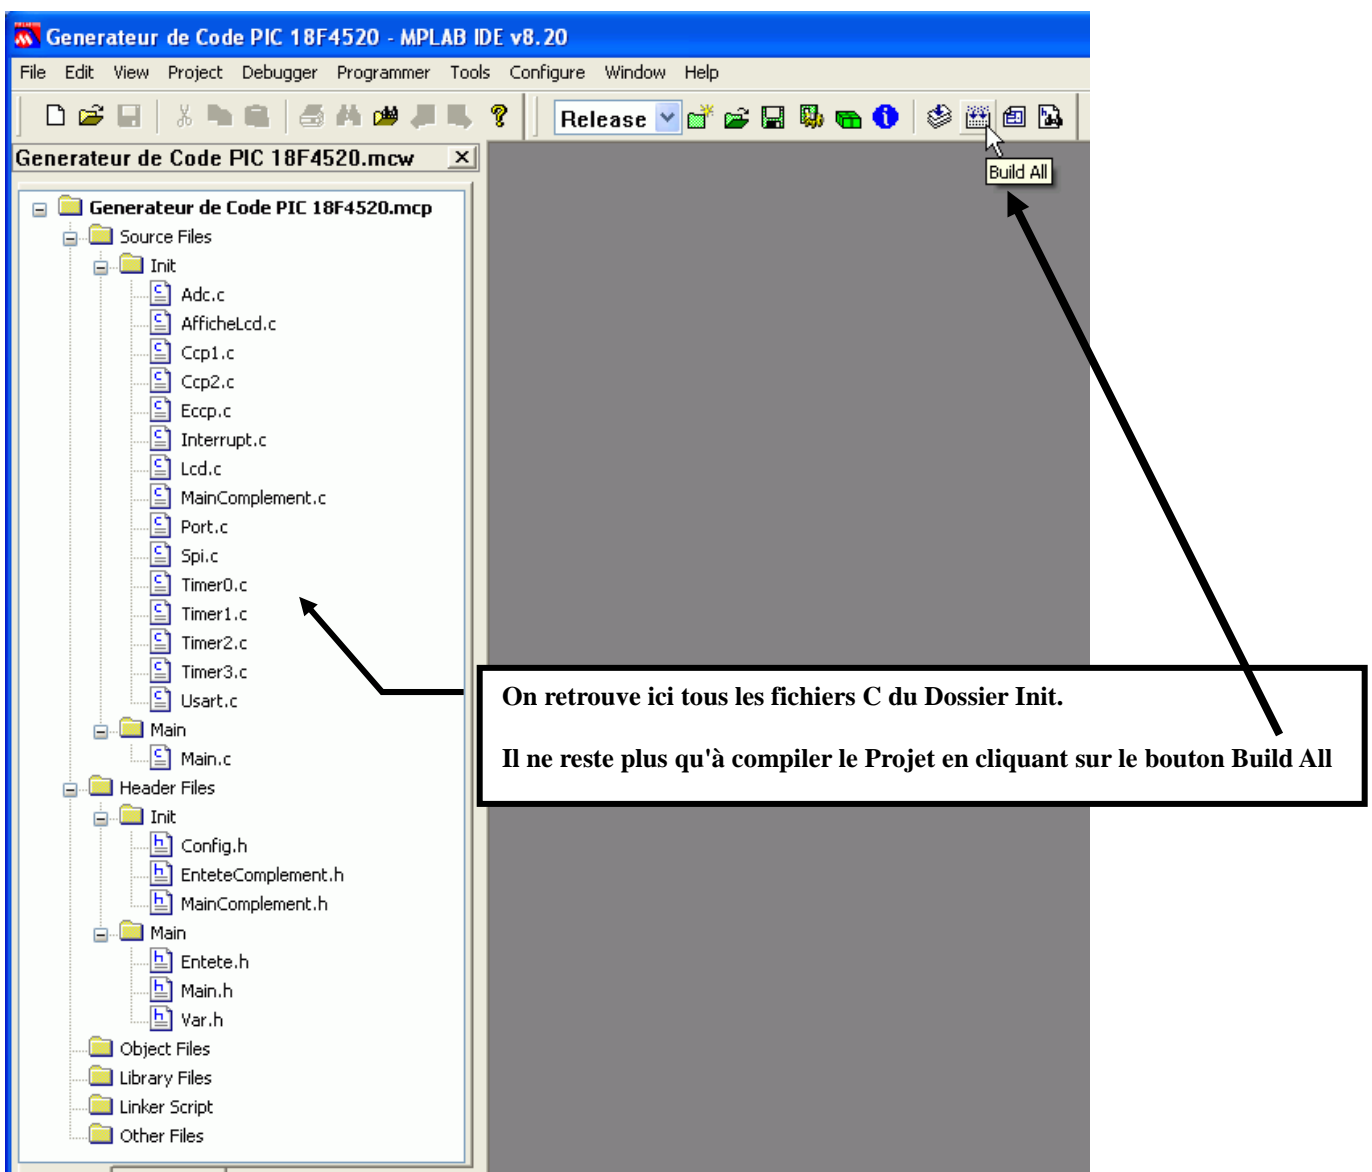 Generateur de Code PIC 18F4520 - MPLAB IDE v8.20
File Edit View Project Debugger Programmer Tools Configure Window Help
Release
Generateur de Code PIC 18F4520.mcw
Build All
Generateur de Code PIC 18F4520.mcp
Source Files
Init
Adc.c
AfficheLcd.c
Ccp1.c
Ccp2.c
Eccp.c
Interrupt.c
Lcd.c
MainComplement.c
Port.c
Spi.c
Timer0.c
Timer1.c
Timer2.c
Timer3.c
Usart.c
Main
Main.c
Header Files
Init
Config.h
EnteteComplement.h
MainComplement.h
Main
Entete.h
Main.h
Var.h
Object Files
Library Files
Linker Script
Other Files
On retrouve ici tous les fichiers C du Dossier Init.
Il ne reste plus qu'à compiler le Projet en cliquant sur le bouton Build All